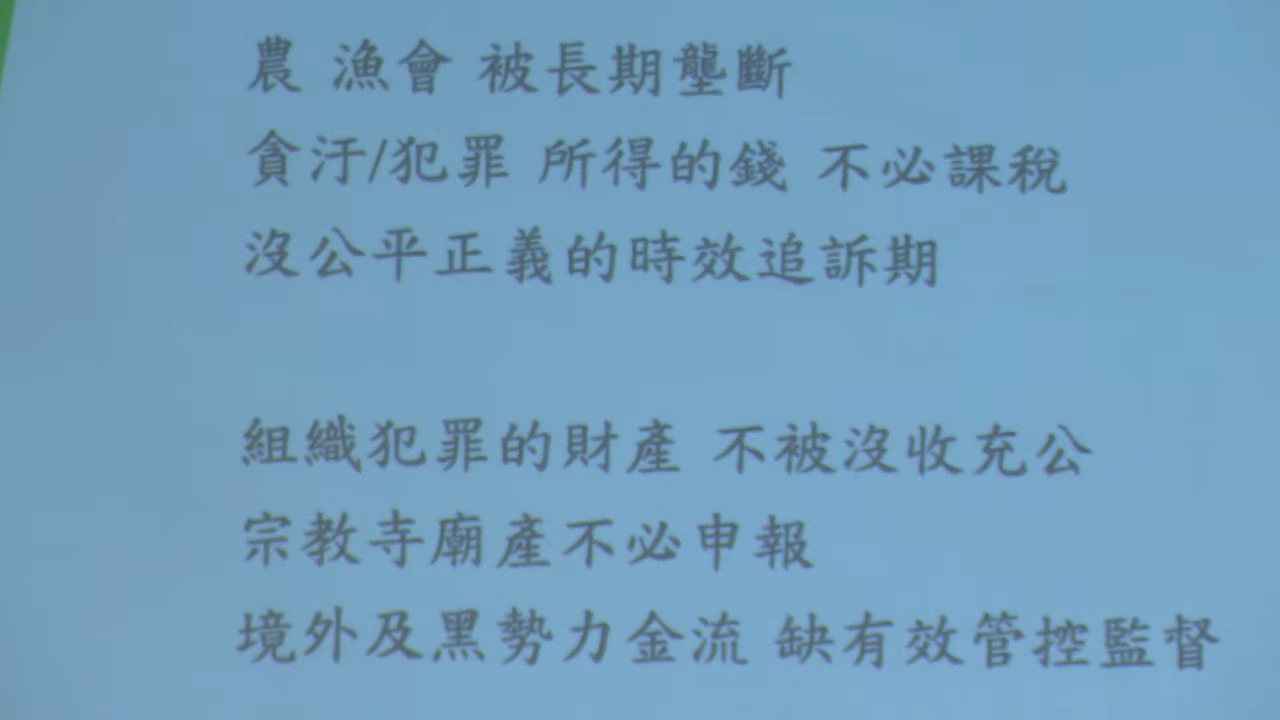 農 漁會 被長期壟斷
貪汙/犯罪 所得的錢 不必課稅
沒公平正義的時效追訴期
組織犯罪的財產 不被沒收充公
宗教寺廟產不必申報
境外及黑勢力金流 缺有效管控監督